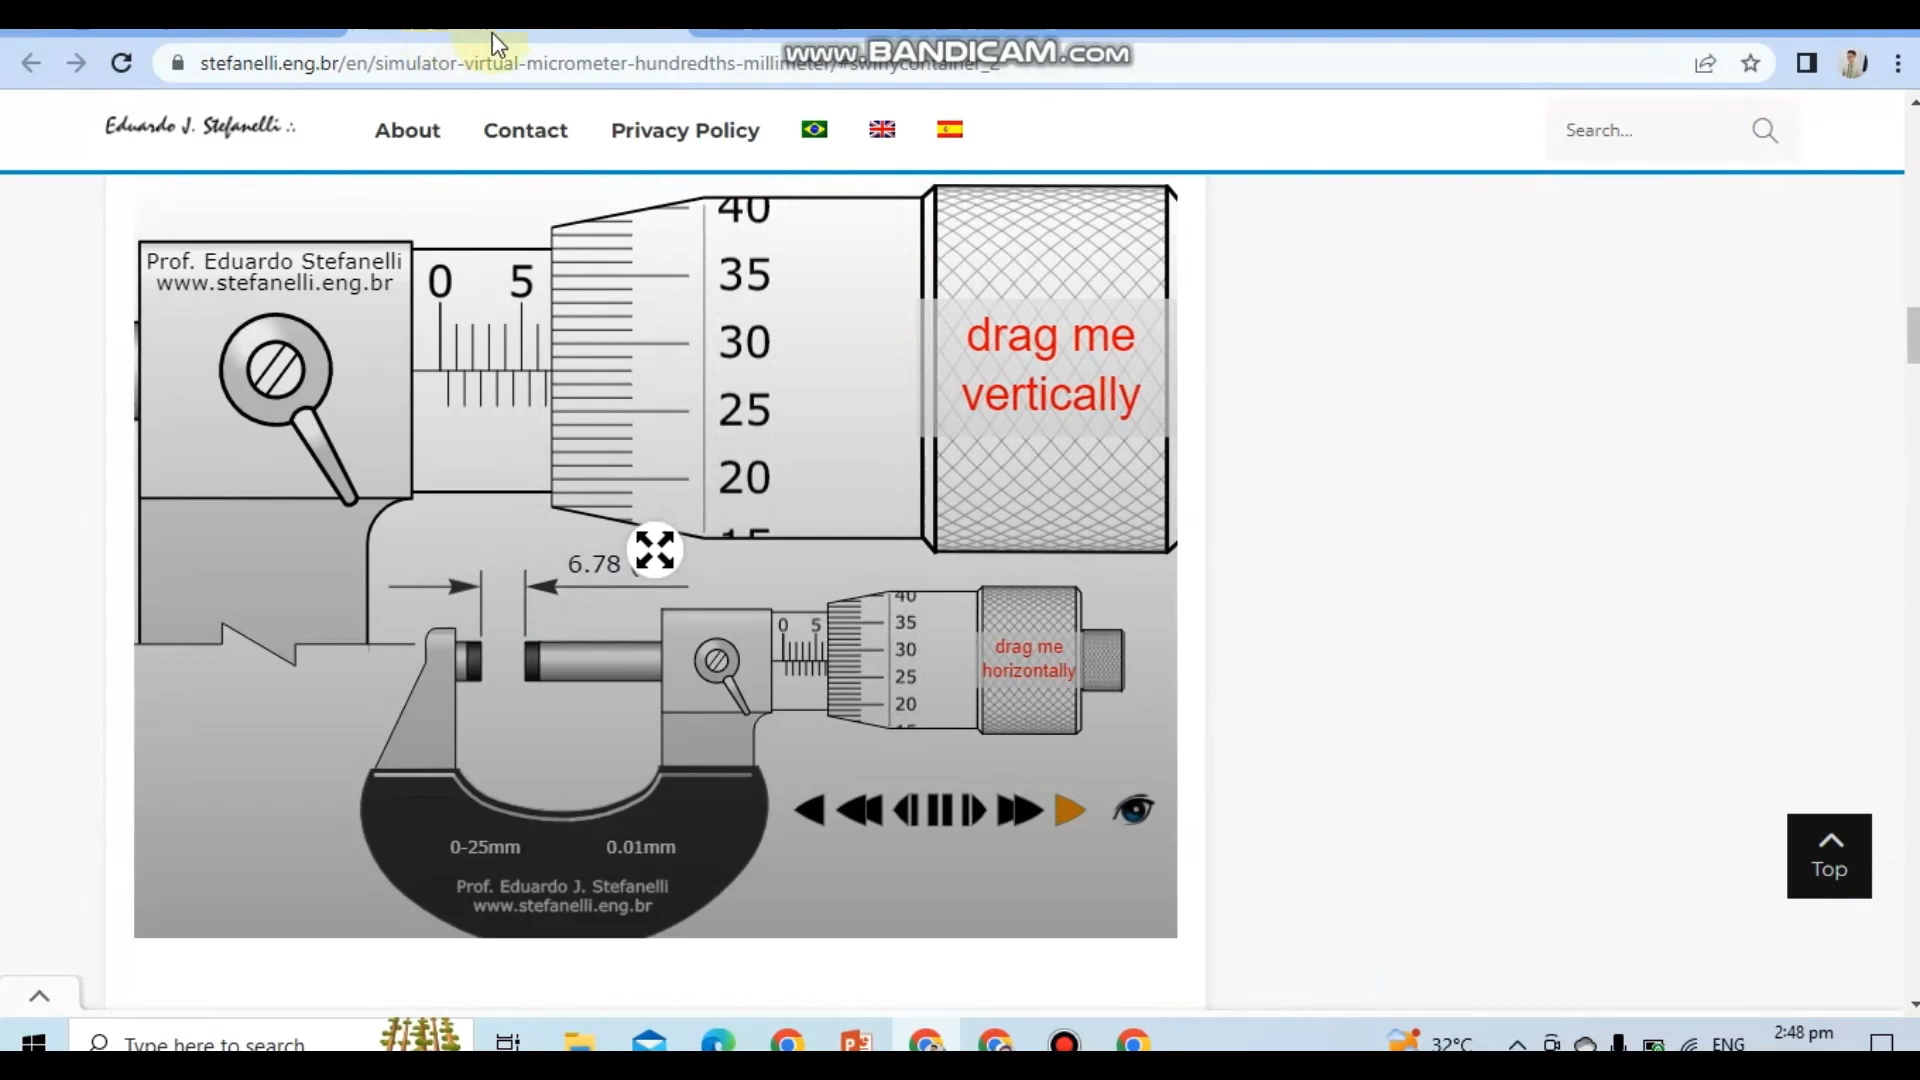 www.BANDICAM.com
stefanelli.eng.br/en/simulator-virtual-micrometer-hundredths-millimeter/#swiffycontainer_2
Eduardo J. Stefanelli
About
Contact
Privacy Policy
Search...
Prof. Eduardo Stefanelli
www.stefanelli.eng.br
0 5
40
35
30
25
20
15
drag me
vertically
6.78
0 5
40
35
30
25
20
drag me
horizontally
0-25mm 0.01mm
Prof. Eduardo J. Stefanelli
www.stefanelli.eng.br
Top
Type here to search
32°C
ENG
2:48 pm